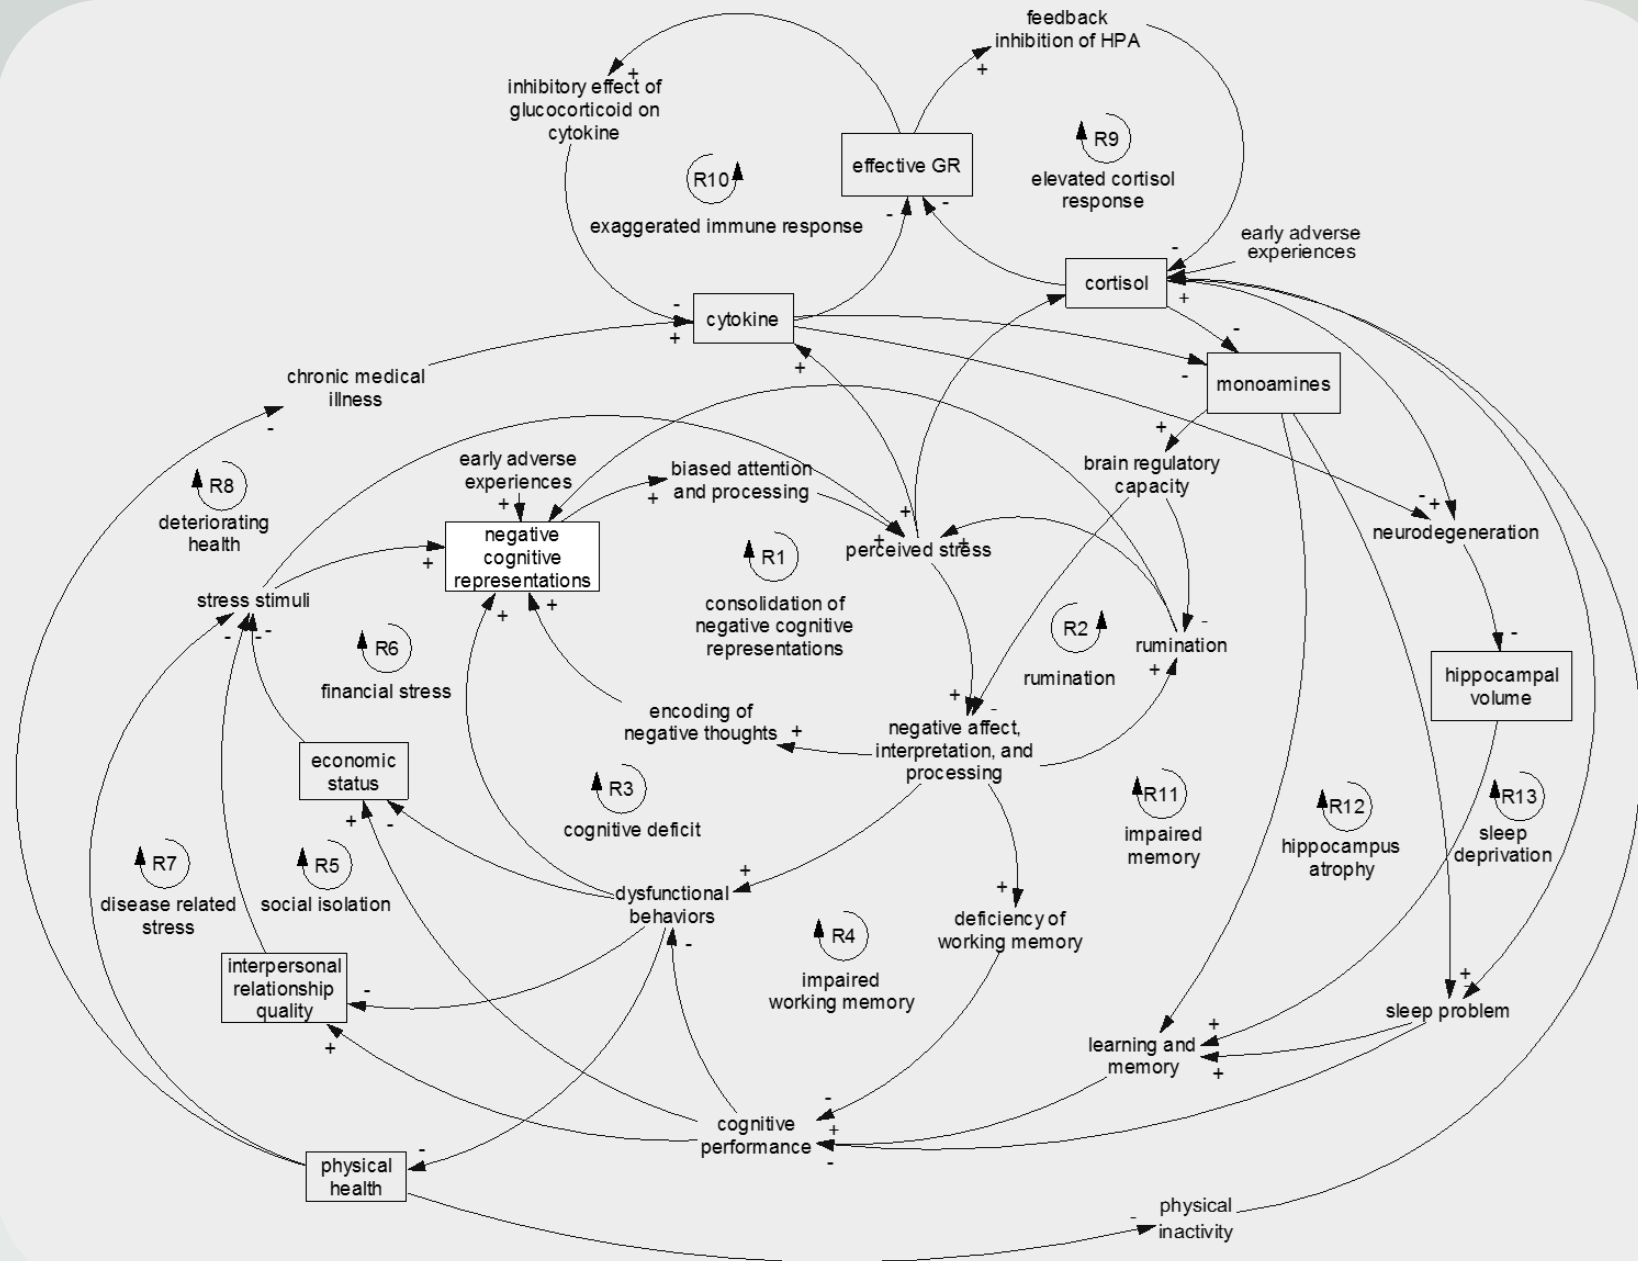 feedback
inhibition of HPA
+
+
inhibitory effect of
glucocorticoid on
cytokine
effective GR
R9
elevated cortisol
response
R10
exaggerated immune response
-
-
-
early adverse
experiences
cortisol
+
-
cytokine
+
-
-
monoamines
+
chronic medical
illness
-
+
brain regulatory
capacity
early adverse
experiences
+
biased attention
and processing
+
R8
deteriorating
health
negative
cognitive
representations
+
+
perceived stress
+
+
-
+
neurodegeneration
R1
consolidation of
negative cognitive
representations
+
stress stimuli
-
-
-
+
+
R6
financial stress
R2
rumination
-
rumination
+
-
hippocampal
volume
+
-
encoding of
negative thoughts
+
negative affect,
interpretation, and
processing
economic
status
+
-
R3
cognitive deficit
R11
impaired
memory
R12
hippocampus
atrophy
R13
sleep
deprivation
R7
disease related
stress
R5
social isolation
+
dysfunctional
behaviors
-
+
deficiency of
working memory
R4
impaired
working memory
interpersonal
relationship
quality
-
+
+
-
sleep problem
+
learning and
memory
+
-
cognitive
performance
+
-
-
physical
health
-
physical
inactivity